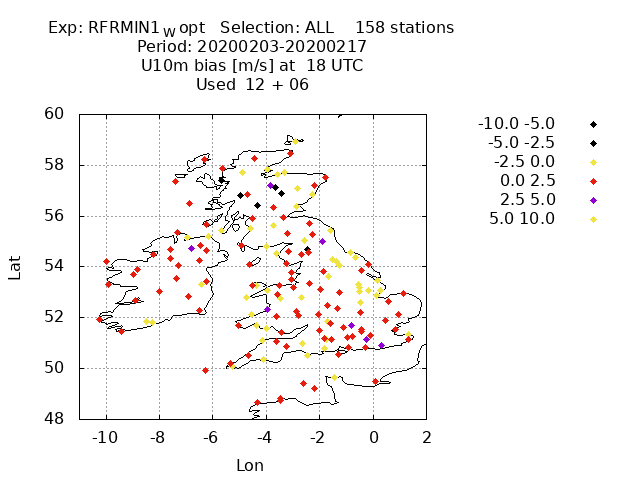 Exp: RFRMIN1_W opt   Selection: ALL    158 stations
Period: 20200203-20200217
U10m bias [m/s] at  18 UTC
Used  12 + 06
-10.0 -5.0
-5.0 -2.5
-2.5 0.0
0.0 2.5
2.5 5.0
5.0 10.0
60
58
56
54
52
50
48
Lat
-10 -8 -6 -4 -2 0 2
Lon